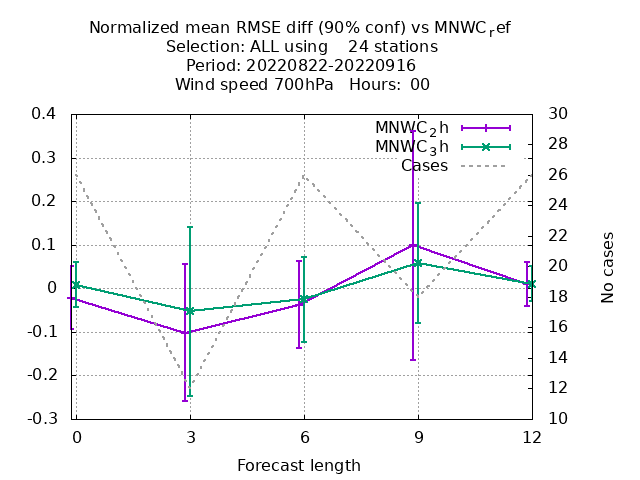 Normalized mean RMSE diff (90% conf) vs MNWC_ref
Selection: ALL using    24 stations
Period: 20220822-20220916
Wind speed 700hPa   Hours: 00
MNWC_2h
MNWC_3h
Cases
0.4
0.3
0.2
0.1
0
-0.1
-0.2
-0.3
30
28
26
24
22
20
18
16
14
12
10
No cases
0 3 6 9 12
Forecast length